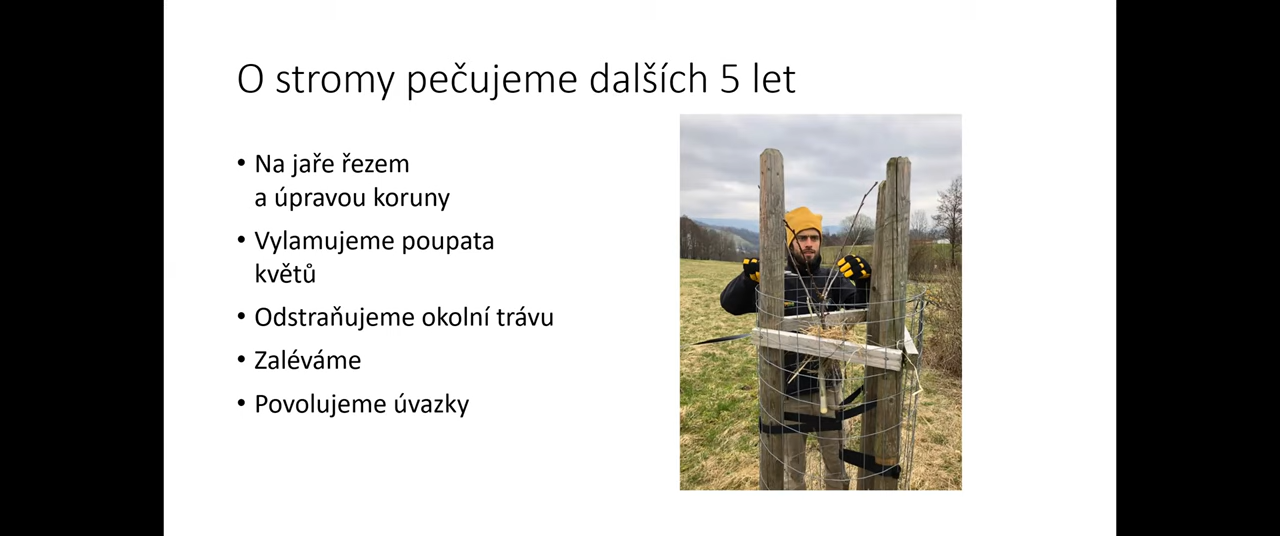 O stromy pečujeme dalších 5 let
• Na jaře řezem
a úpravou koruny
• Vylamujeme poupata
květů
• Odstraňujeme okolní trávu
• Zaléváme
• Povolujeme úvazky